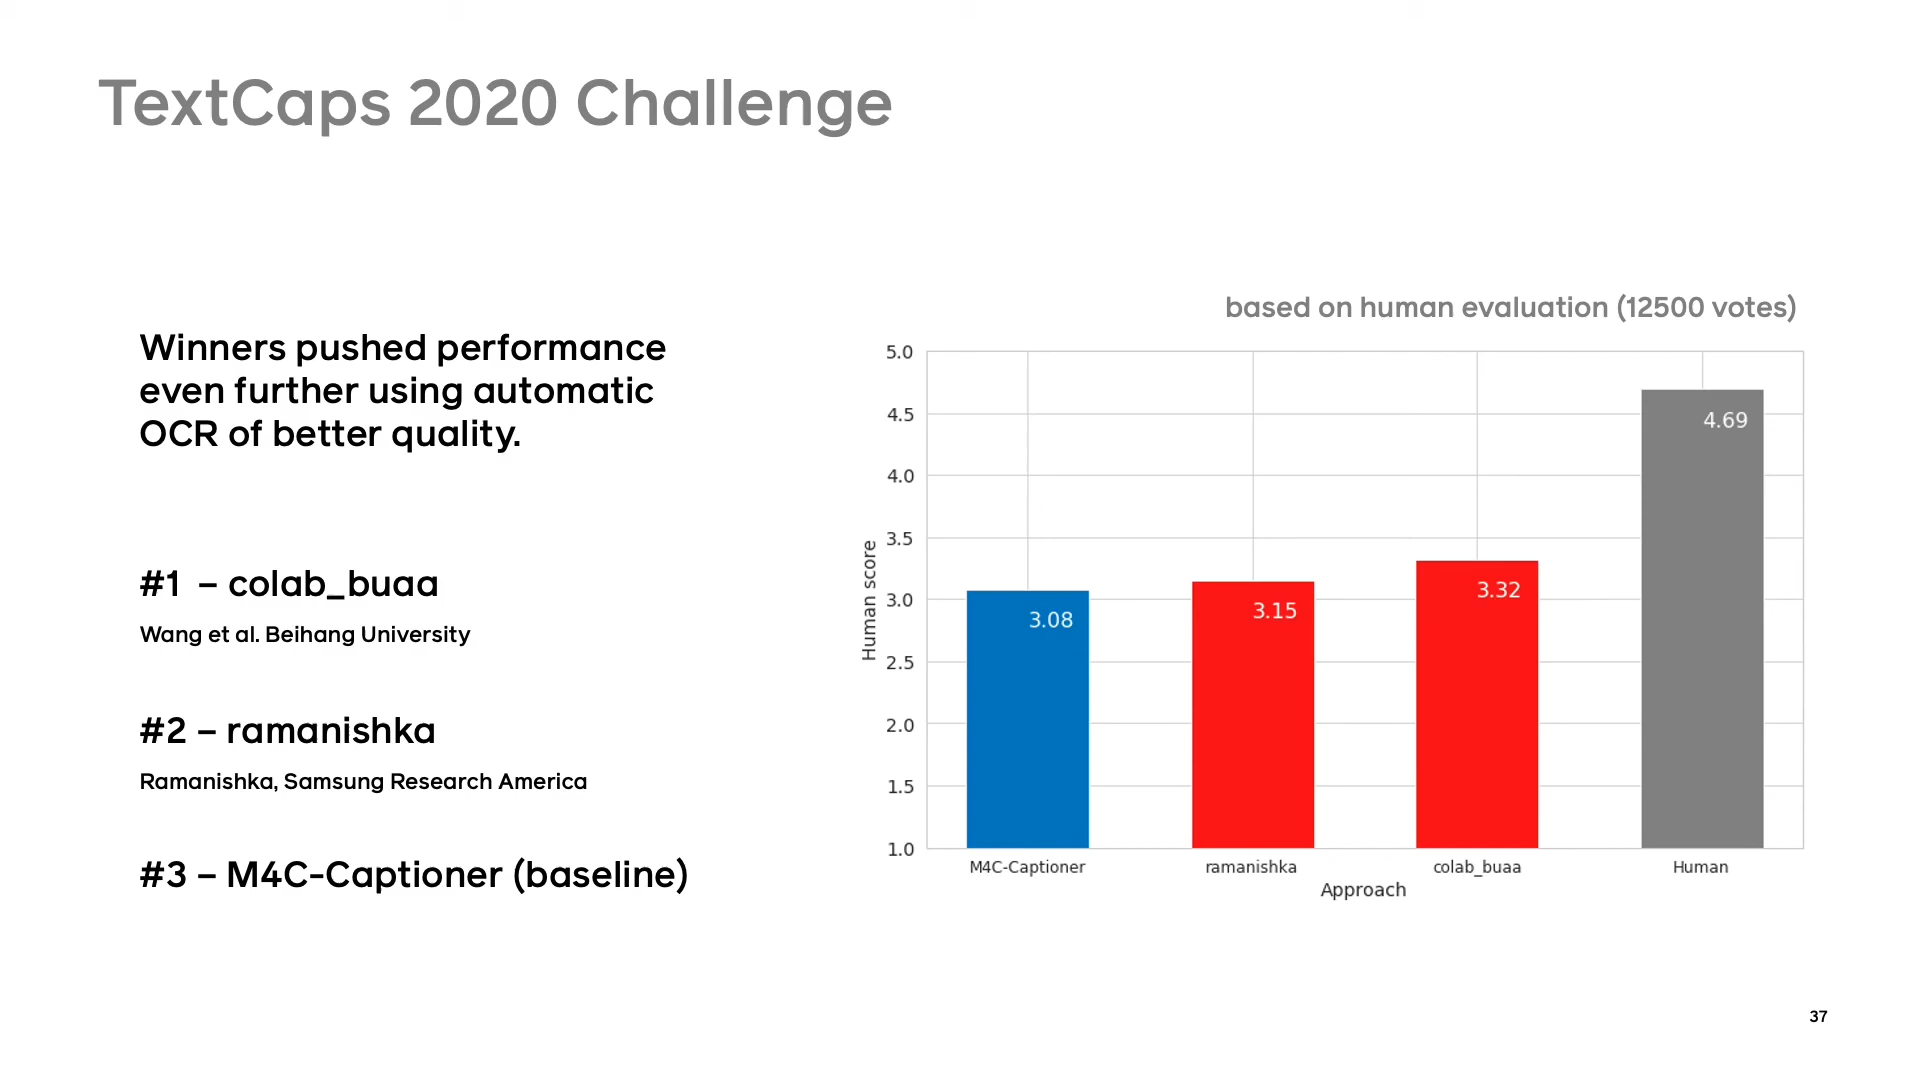 TextCaps 2020 Challenge
Winners pushed performance
even further using automatic
OCR of better quality.
#1 – colab_buaa
Wang et al. Beihang University
#2 – ramanishka
Ramanishka, Samsung Research America
#3 – M4C-Captioner (baseline)
based on human evaluation (12500 votes)
Human score
5.0
4.5
4.0
3.5
3.0
2.5
2.0
1.5
1.0
3.08
3.15
3.32
4.69
M4C-Captioner
ramanishka
colab_buaa
Human
Approach
37